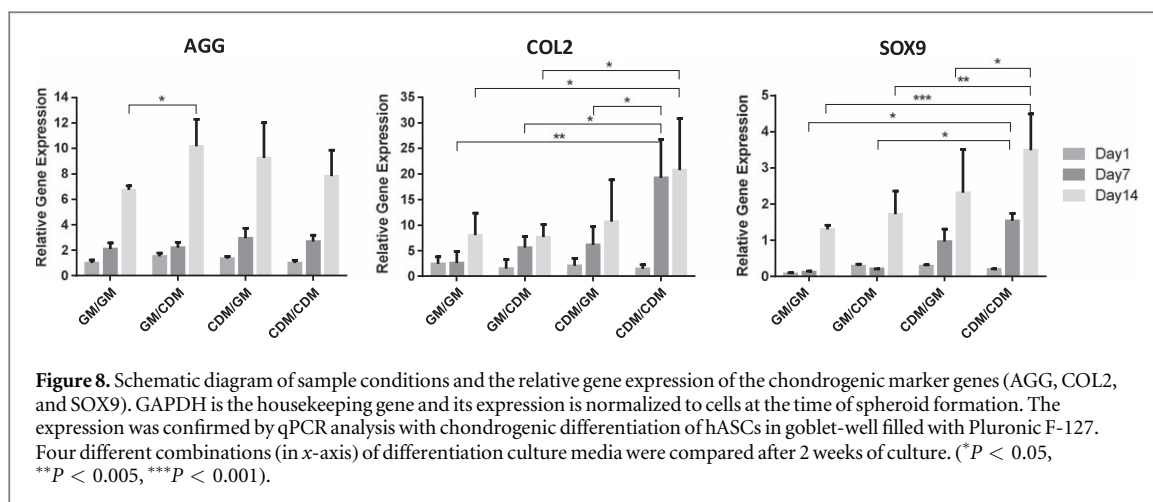 AGG
COL2
SOX9
Relative Gene Expression
14
12
10
8
6
4
2
0
*
GM/GM
GM/CDM
CDM/GM
CDM/CDM
Relative Gene Expression
35
30
25
20
15
10
5
0
*
*
*
*
**
GM/GM
GM/CDM
CDM/GM
CDM/CDM
Relative Gene Expression
5
4
3
2
1
0
*
**
***
*
*
GM/GM
GM/CDM
CDM/GM
CDM/CDM
Day1
Day7
Day14
Figure 8. Schematic diagram of sample conditions and the relative gene expression of the chondrogenic marker genes (AGG, COL2,
and SOX9). GAPDH is the housekeeping gene and its expression is normalized to cells at the time of spheroid formation. The
expression was confirmed by qPCR analysis with chondrogenic differentiation of hASCs in goblet-well filled with Pluronic F-127.
Four different combinations (in x-axis) of differentiation culture media were compared after 2 weeks of culture. (*P < 0.05,
**P < 0.005, ***P < 0.001).